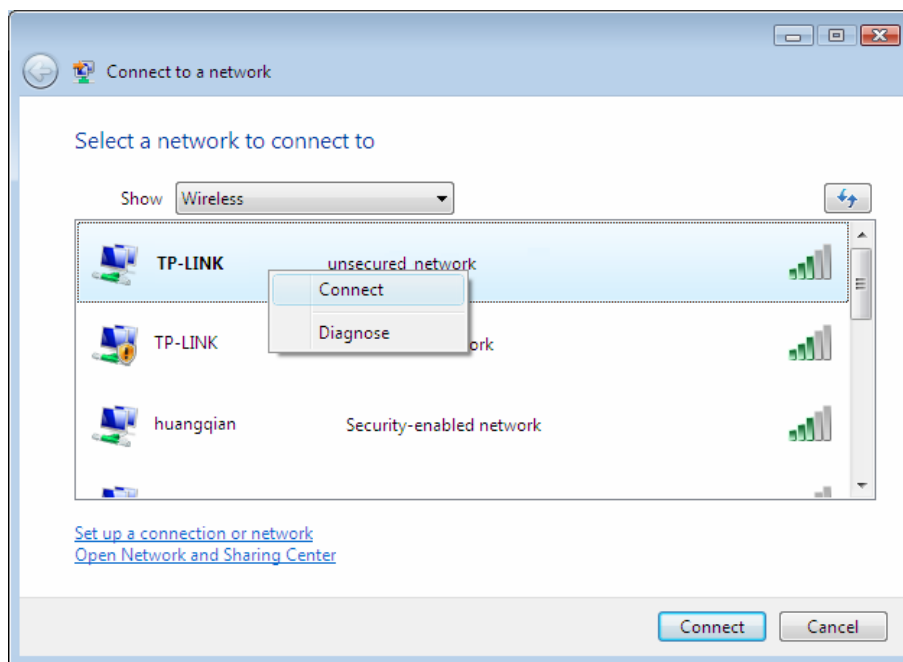 Connect to a network
Select a network to connect to
Show Wireless
TP-LINK unsecured network
Connect
Diagnose
TP-LINK ork
huangqian Security-enabled network
Set up a connection or network
Open Network and Sharing Center
Connect Cancel